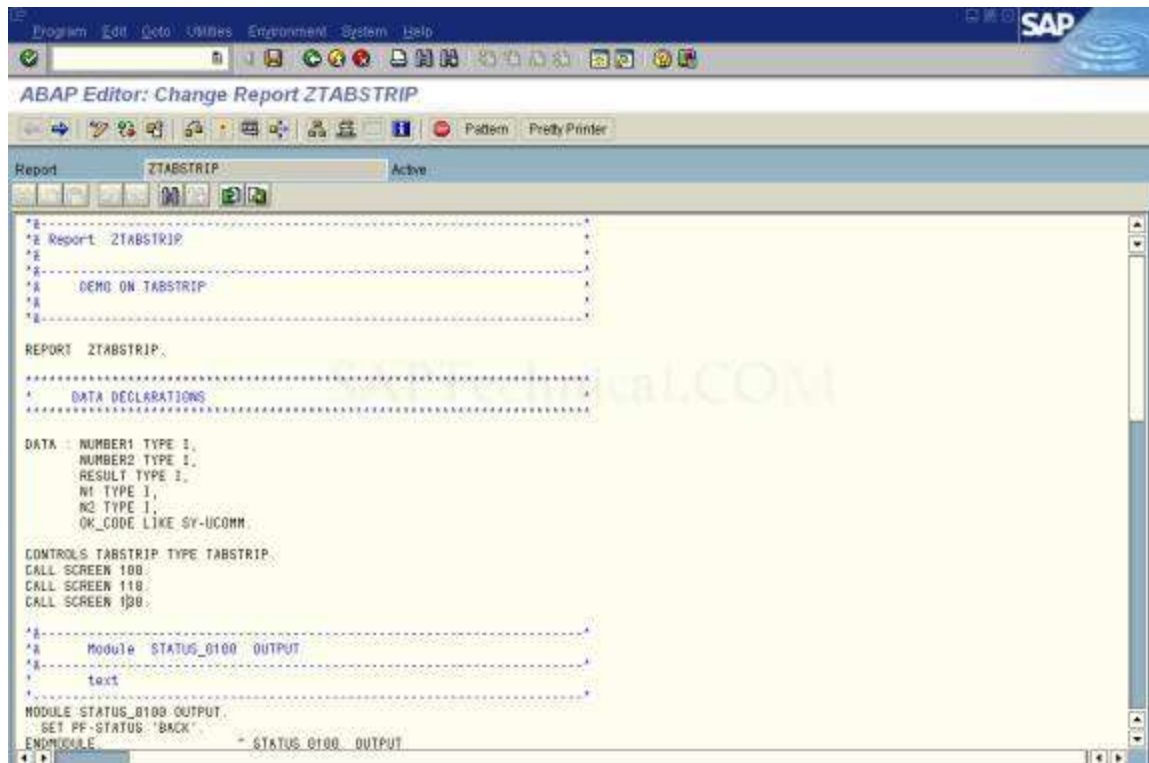 Program Edit Goto Utilities Environment System Help
SAP
ABAP Editor: Change Report ZTABSTRIP
Pattern Pretty Printer
Report ZTABSTRIP Active
*&---------------------------------------------------------------------*
*& Report ZTABSTRIP *
*& *
*&---------------------------------------------------------------------*
*& DEMO ON TABSTRIP *
*& *
*&---------------------------------------------------------------------*
REPORT ZTABSTRIP.
SAPTechnical.COM
***********************************************************************
* DATA DECLARATIONS
***********************************************************************
DATA : NUMBER1 TYPE I,
NUMBER2 TYPE I,
RESULT TYPE I,
N1 TYPE I,
N2 TYPE I,
OK_CODE LIKE SY-UCOMM.
CONTROLS TABSTRIP TYPE TABSTRIP.
CALL SCREEN 100.
CALL SCREEN 110.
CALL SCREEN 130.
*&---------------------------------------------------------------------*
*& Module STATUS_0100 OUTPUT
*&---------------------------------------------------------------------*
* text
*----------------------------------------------------------------------*
MODULE STATUS_0100 OUTPUT.
SET PF-STATUS 'BACK'.
ENDMODULE. " STATUS_0100 OUTPUT